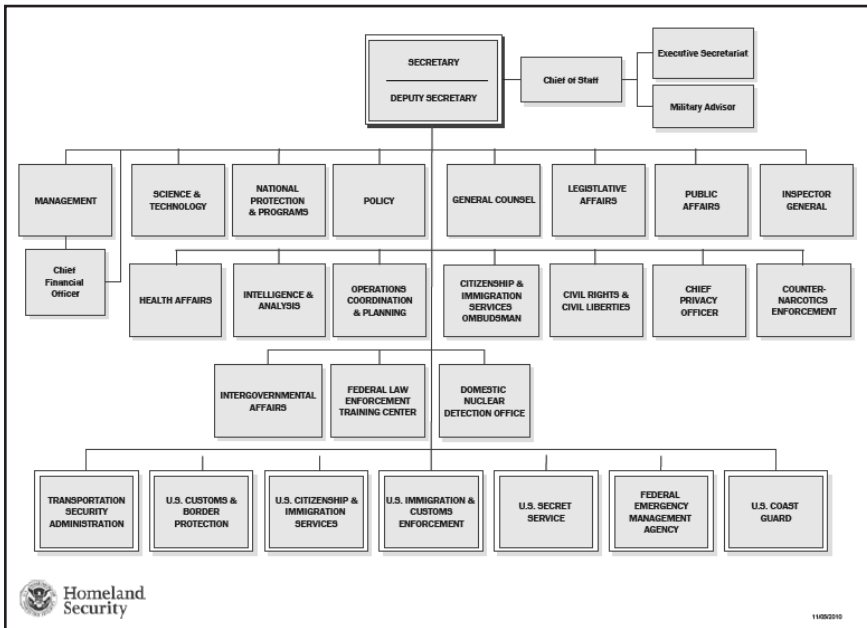 SECRETARY
DEPUTY SECRETARY
Chief of Staff
Executive Secretariat
Military Advisor
MANAGEMENT
SCIENCE &
TECHNOLOGY
NATIONAL
PROTECTION
& PROGRAMS
POLICY
GENERAL COUNSEL
LEGISTLATIVE
AFFAIRS
PUBLIC
AFFAIRS
INSPECTOR
GENERAL
Chief
Financial
Officer
HEALTH AFFAIRS
INTELLIGENCE &
ANALYSIS
OPERATIONS
COORDINATION
& PLANNING
CITIZENSHIP &
IMMIGRATION
SERVICES
OMBUDSMAN
CIVIL RIGHTS &
CIVIL LIBERTIES
CHIEF
PRIVACY
OFFICER
COUNTER-
NARCOTICS
ENFORCEMENT
INTERGOVERNMENTAL
AFFAIRS
FEDERAL LAW
ENFORCEMENT
TRAINING CENTER
DOMESTIC
NUCLEAR
DETECTION OFFICE
TRANSPORTATION
SECURITY
ADMINISTRATION
U.S. CUSTOMS &
BORDER
PROTECTION
U.S. CITIZENSHIP &
IMMIGRATION
SERVICES
U.S. IMMIGRATION &
CUSTOMS
ENFORCEMENT
U.S. SECRET
SERVICE
FEDERAL
EMERGENCY
MANAGEMENT
AGENCY
U.S. COAST
GUARD
Homeland
Security